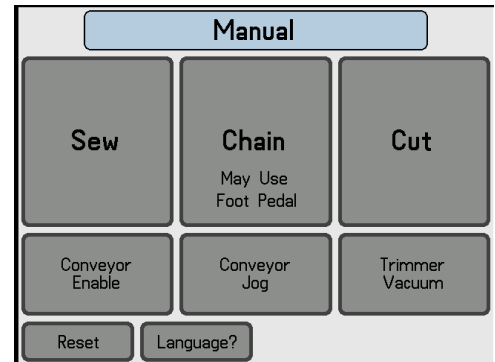 Manual
Sew
Chain
May Use
Foot Pedal
Cut
Conveyor
Enable
Conveyor
Jog
Trimmer
Vacuum
Reset
Language?